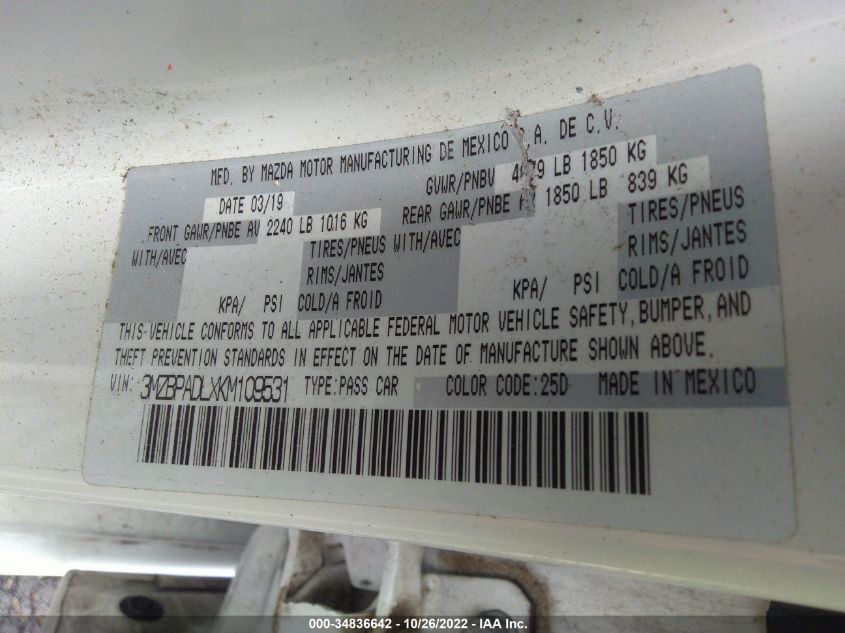 MFD. BY MAZDA MOTOR MANUFACTURING DE MEXICO A. DE C.V.
DATE 03/19 GVWR/PNBV LB 1850 KG
FRONT GAWR/PNBE AV 2240 LB 1016 KG REAR GAWR/PNBE 1850 LB 839 KG
WITH/AVEC TIRES/PNEUS WITH/AVEC TIRES/PNEUS
RIMS/JANTES RIMS/JANTES
KPA/ PSI COLD/A FROID KPA/ PSI COLD/A FROID
THIS VEHICLE CONFORMS TO ALL APPLICABLE FEDERAL MOTOR VEHICLE SAFETY, BUMPER, AND
THEFT PREVENTION STANDARDS IN EFFECT ON THE DATE OF MANUFACTURE SHOWN ABOVE.
VIN: 3MZBPADLXKM109531 TYPE:PASS CAR COLOR CODE:25D MADE IN MEXICO
000-34836642 - 10/26/2022 - IAA Inc.